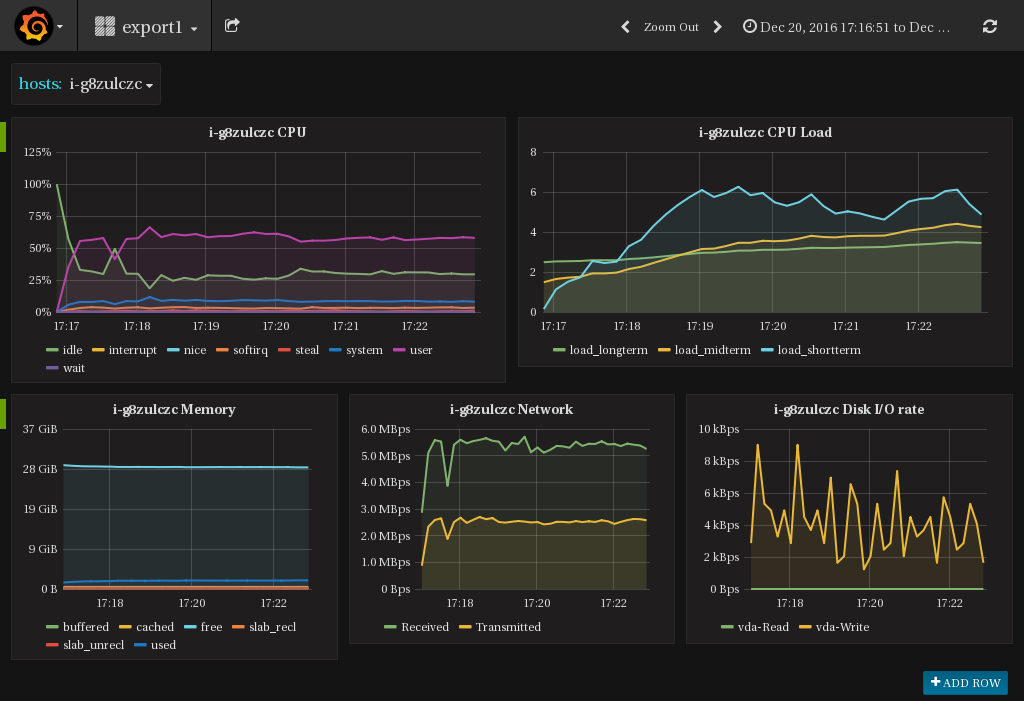 export1
Zoom Out
Dec 20, 2016 17:16:51 to Dec ...
hosts: i-g8zulczc
i-g8zulczc CPU
125%
100%
75%
50%
25%
0%
17:17 17:18 17:19 17:20 17:21 17:22
idle interrupt nice softirq steal system user
wait
i-g8zulczc CPU Load
8
6
4
2
0
17:17 17:18 17:19 17:20 17:21 17:22
load_longterm load_midterm load_shortterm
i-g8zulczc Memory
37 GiB
28 GiB
19 GiB
9 GiB
0 B
17:18 17:20 17:22
buffered cached free slab_recl
slab_unrecl used
i-g8zulczc Network
6.0 MBps
5.0 MBps
4.0 MBps
3.0 MBps
2.0 MBps
1.0 MBps
0 Bps
17:18 17:20 17:22
Received Transmitted
i-g8zulczc Disk I/O rate
10 kBps
8 kBps
6 kBps
4 kBps
2 kBps
0 Bps
17:18 17:20 17:22
vda-Read vda-Write
+ ADD ROW